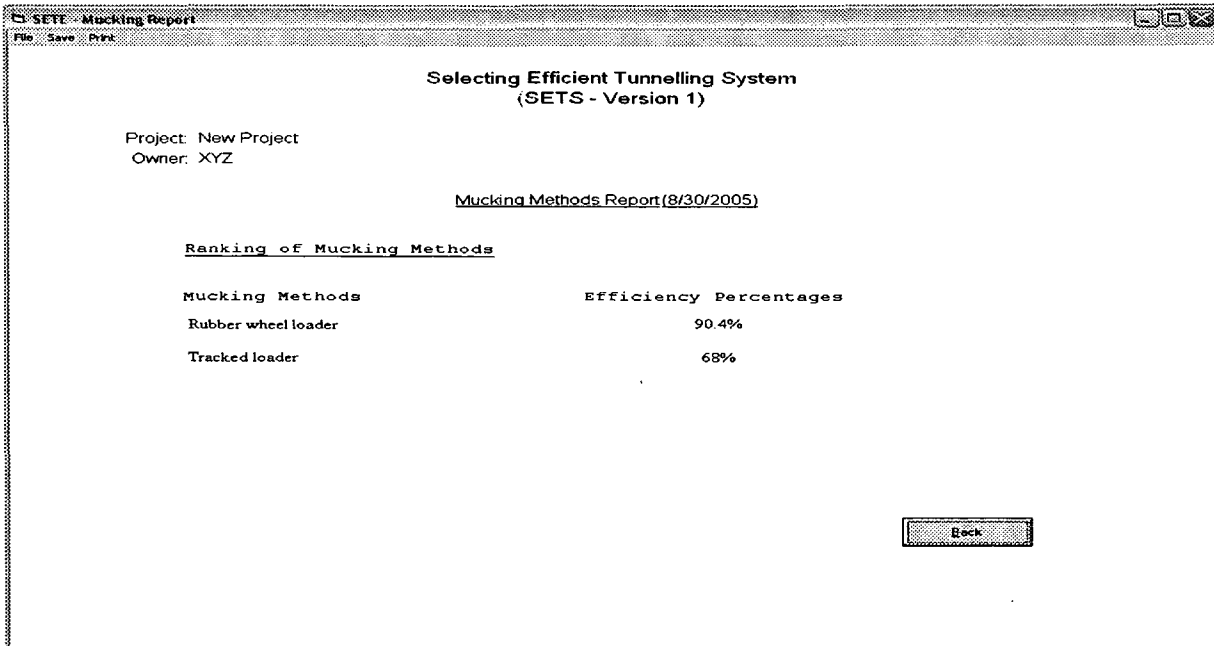 SETE - Mucking Report
File Save Print
Selecting Efficient Tunnelling System
(SETS - Version 1)
Project: New Project
Owner: XYZ
Mucking Methods Report (8/30/2005)
Ranking of Mucking Methods
Mucking Methods Efficiency Percentages
Rubber wheel loader 90.4%
Tracked loader 68%
Back